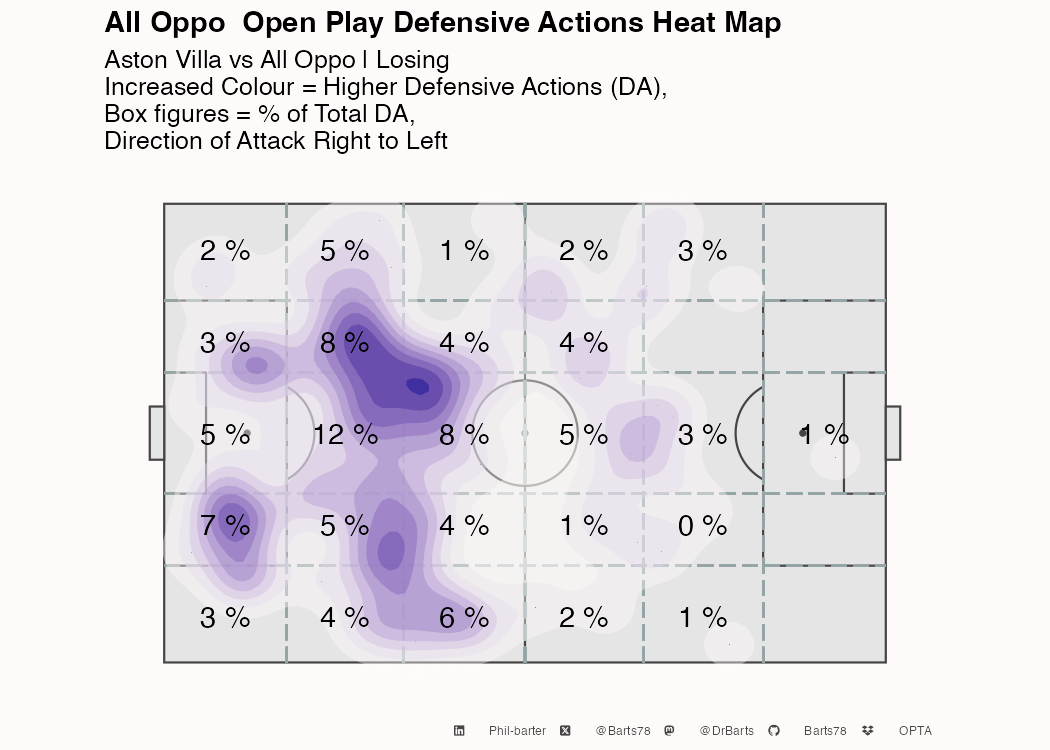 All Oppo  Open Play Defensive Actions Heat Map
Aston Villa vs All Oppo | Losing
Increased Colour = Higher Defensive Actions (DA),
Box figures = % of Total DA,
Direction of Attack Right to Left
2 % 5 % 1 % 2 % 3 %
3 % 8 % 4 % 4 %
5 % 12 % 8 % 5 % 3 % 1 %
7 % 5 % 4 % 1 % 0 %
3 % 4 % 6 % 2 % 1 %
Phil-barter @Barts78 @DrBarts Barts78 OPTA